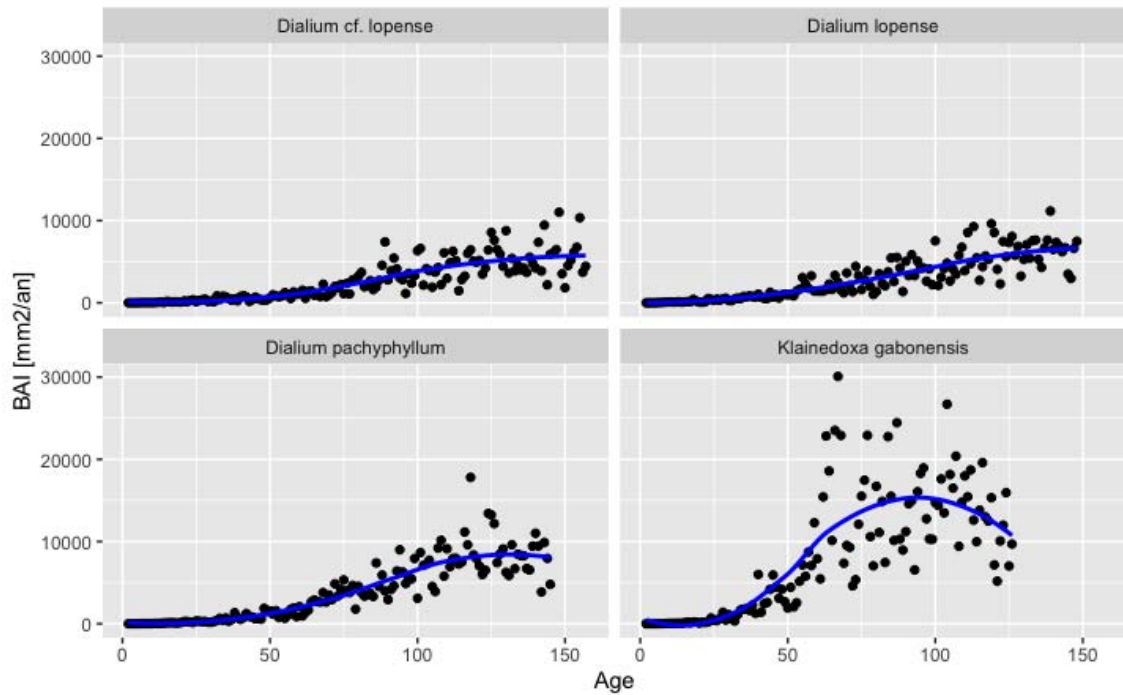 Dialium cf. lopense
Dialium lopense
30000
20000
10000
0
Dialium pachyphyllum
Klainedoxa gabonensis
30000
20000
10000
0
0
50
100
150
0
50
100
150
BAI [mm2/an]
Age